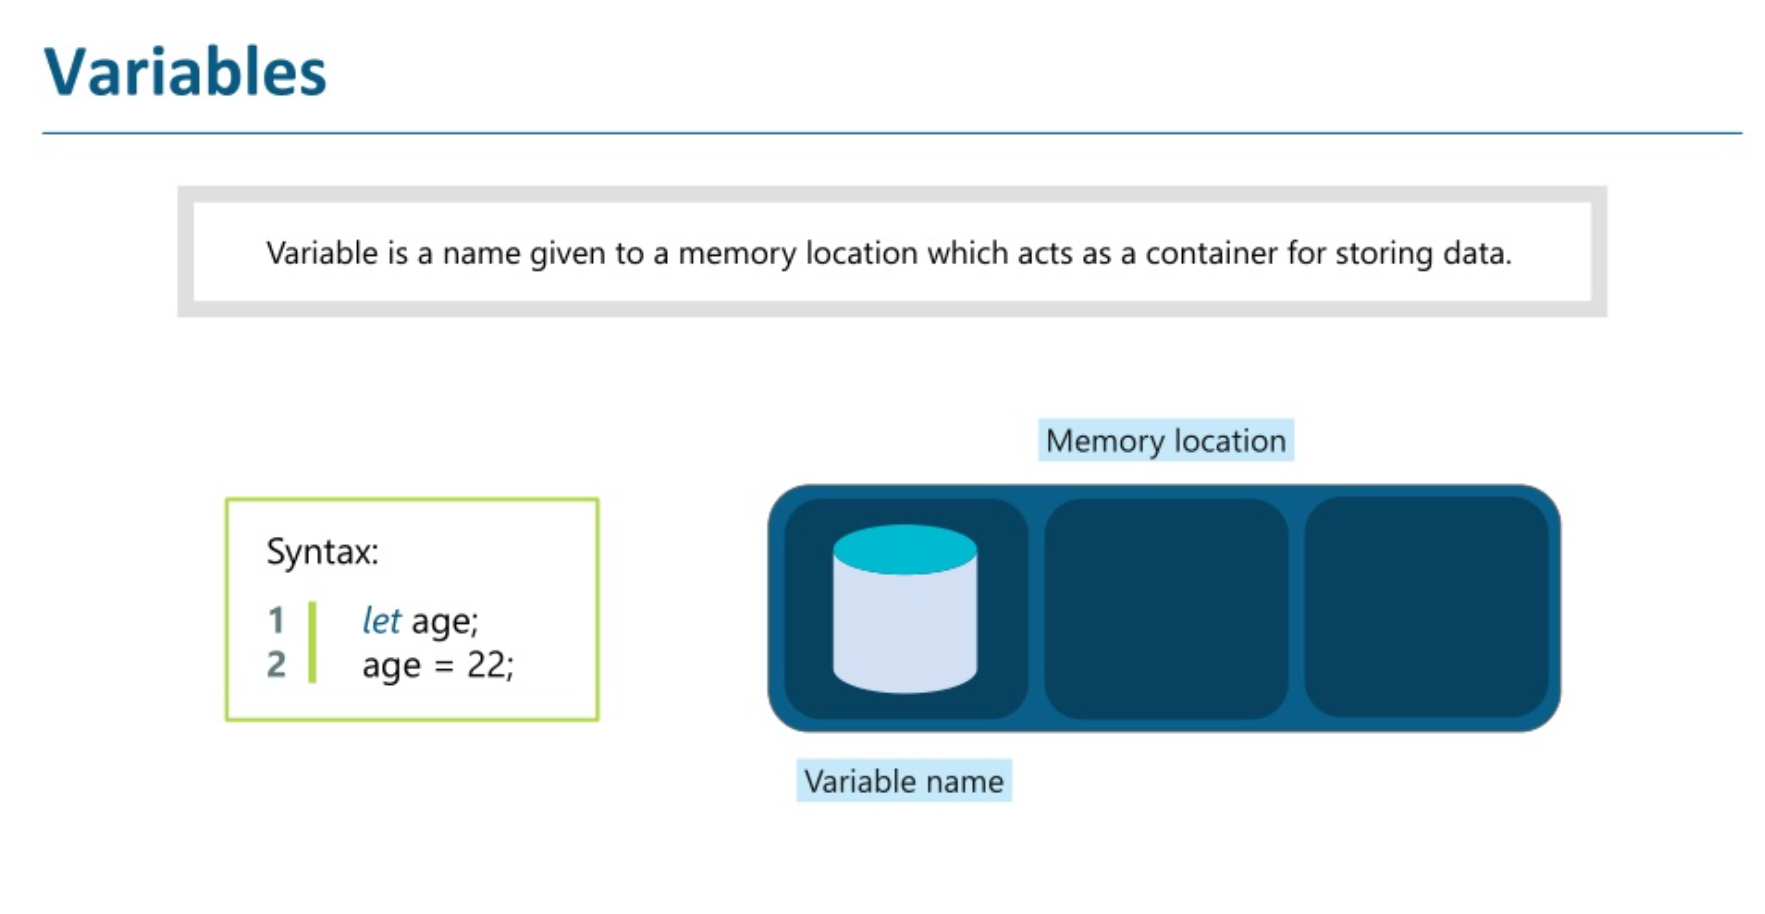 Variables
Variable is a name given to a memory location which acts as a container for storing data.
Memory location
Syntax:
1 let age;
2 age = 22;
Variable name